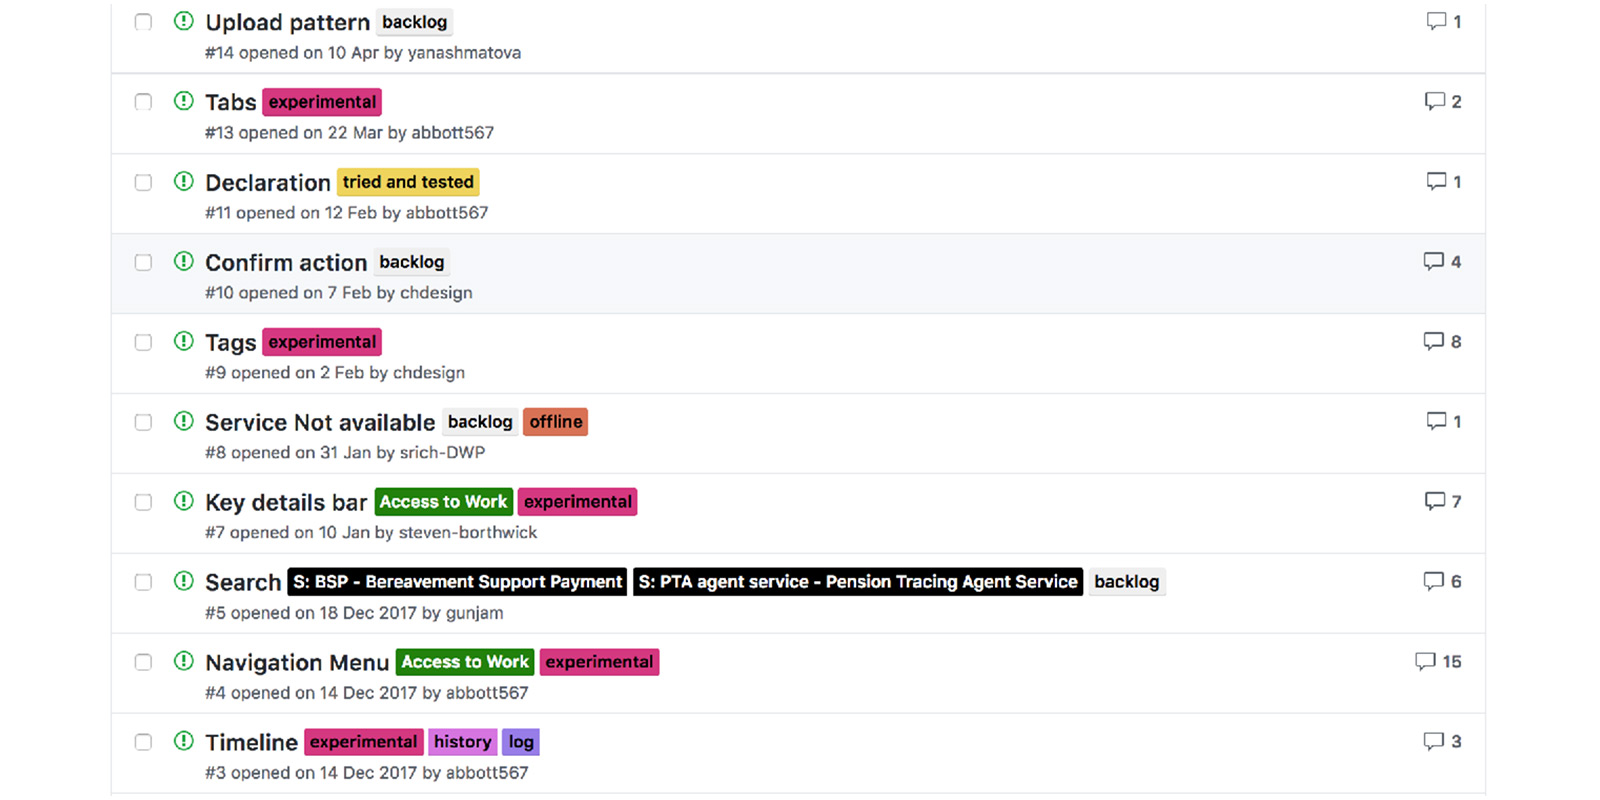 Upload pattern backlog 1
#14 opened on 10 Apr by yanashmatova
Tabs experimental 2
#13 opened on 22 Mar by abbott567
Declaration tried and tested 1
#11 opened on 12 Feb by abbott567
Confirm action backlog 4
#10 opened on 7 Feb by chdesign
Tags experimental 8
#9 opened on 2 Feb by chdesign
Service Not available backlog offline 1
#8 opened on 31 Jan by srich-DWP
Key details bar Access to Work experimental 7
#7 opened on 10 Jan by steven-borthwick
Search S: BSP - Bereavement Support Payment S: PTA agent service - Pension Tracing Agent Service backlog 6
#5 opened on 18 Dec 2017 by gunjam
Navigation Menu Access to Work experimental 15
#4 opened on 14 Dec 2017 by abbott567
Timeline experimental history log 3
#3 opened on 14 Dec 2017 by abbott567